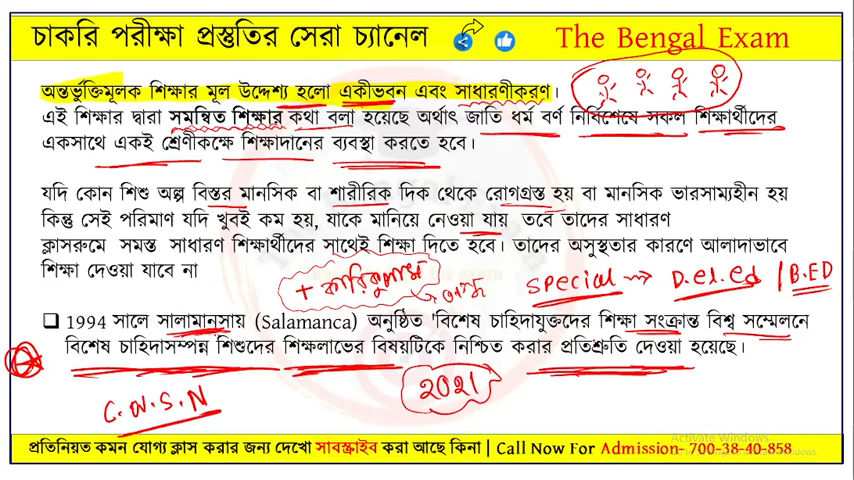 চাকরি পরীক্ষা প্রস্তুতির সেরা চ্যানেল
The Bengal Exam
অন্তর্ভুক্তিমূলক শিক্ষার মূল উদ্দেশ্য হলো একীভবন এবং সাধারণীকরণ।
এই শিক্ষার দ্বারা সমন্বিত শিক্ষার কথা বলা হয়েছে অর্থাৎ জাতি ধর্ম বর্ণ নির্বিশেষে সকল শিক্ষার্থীদের
একসাথে একই শ্রেণীকক্ষে শিক্ষাদানের ব্যবস্থা করতে হবে।
যদি কোন শিশু অল্প বিস্তর মানসিক বা শারীরিক দিক থেকে রোগগ্রস্ত হয় বা মানসিক ভারসাম্যহীন হয়
কিন্তু সেই পরিমাণ যদি খুবই কম হয়, যাকে মানিয়ে নেওয়া যায় তবে তাদের সাধারণ
ক্লাসরুমে সমস্ত সাধারণ শিক্ষার্থীদের সাথেই শিক্ষা দিতে হবে। তাদের অসুস্থতার কারণে আলাদাভাবে
শিক্ষা দেওয়া যাবে না
Special D.el.ed / B.ED
1994 সালে সালামানসায় (Salamanca) অনুষ্ঠিত 'বিশেষ চাহিদাযুক্তদের শিক্ষা সংক্রান্ত বিশ্ব সম্মেলনে
বিশেষ চাহিদাসম্পন্ন শিশুদের শিক্ষলাভের বিষয়টিকে নিশ্চিত করার প্রতিশ্রুতি দেওয়া হয়েছে।
২০২১
C.W.S.N
Activate Windows
প্রতিনিয়ত কমন যোগ্য ক্লাস করার জন্য দেখো সাবস্ক্রাইব করা আছে কিনা | Call Now For Admission- 700-38-40-858